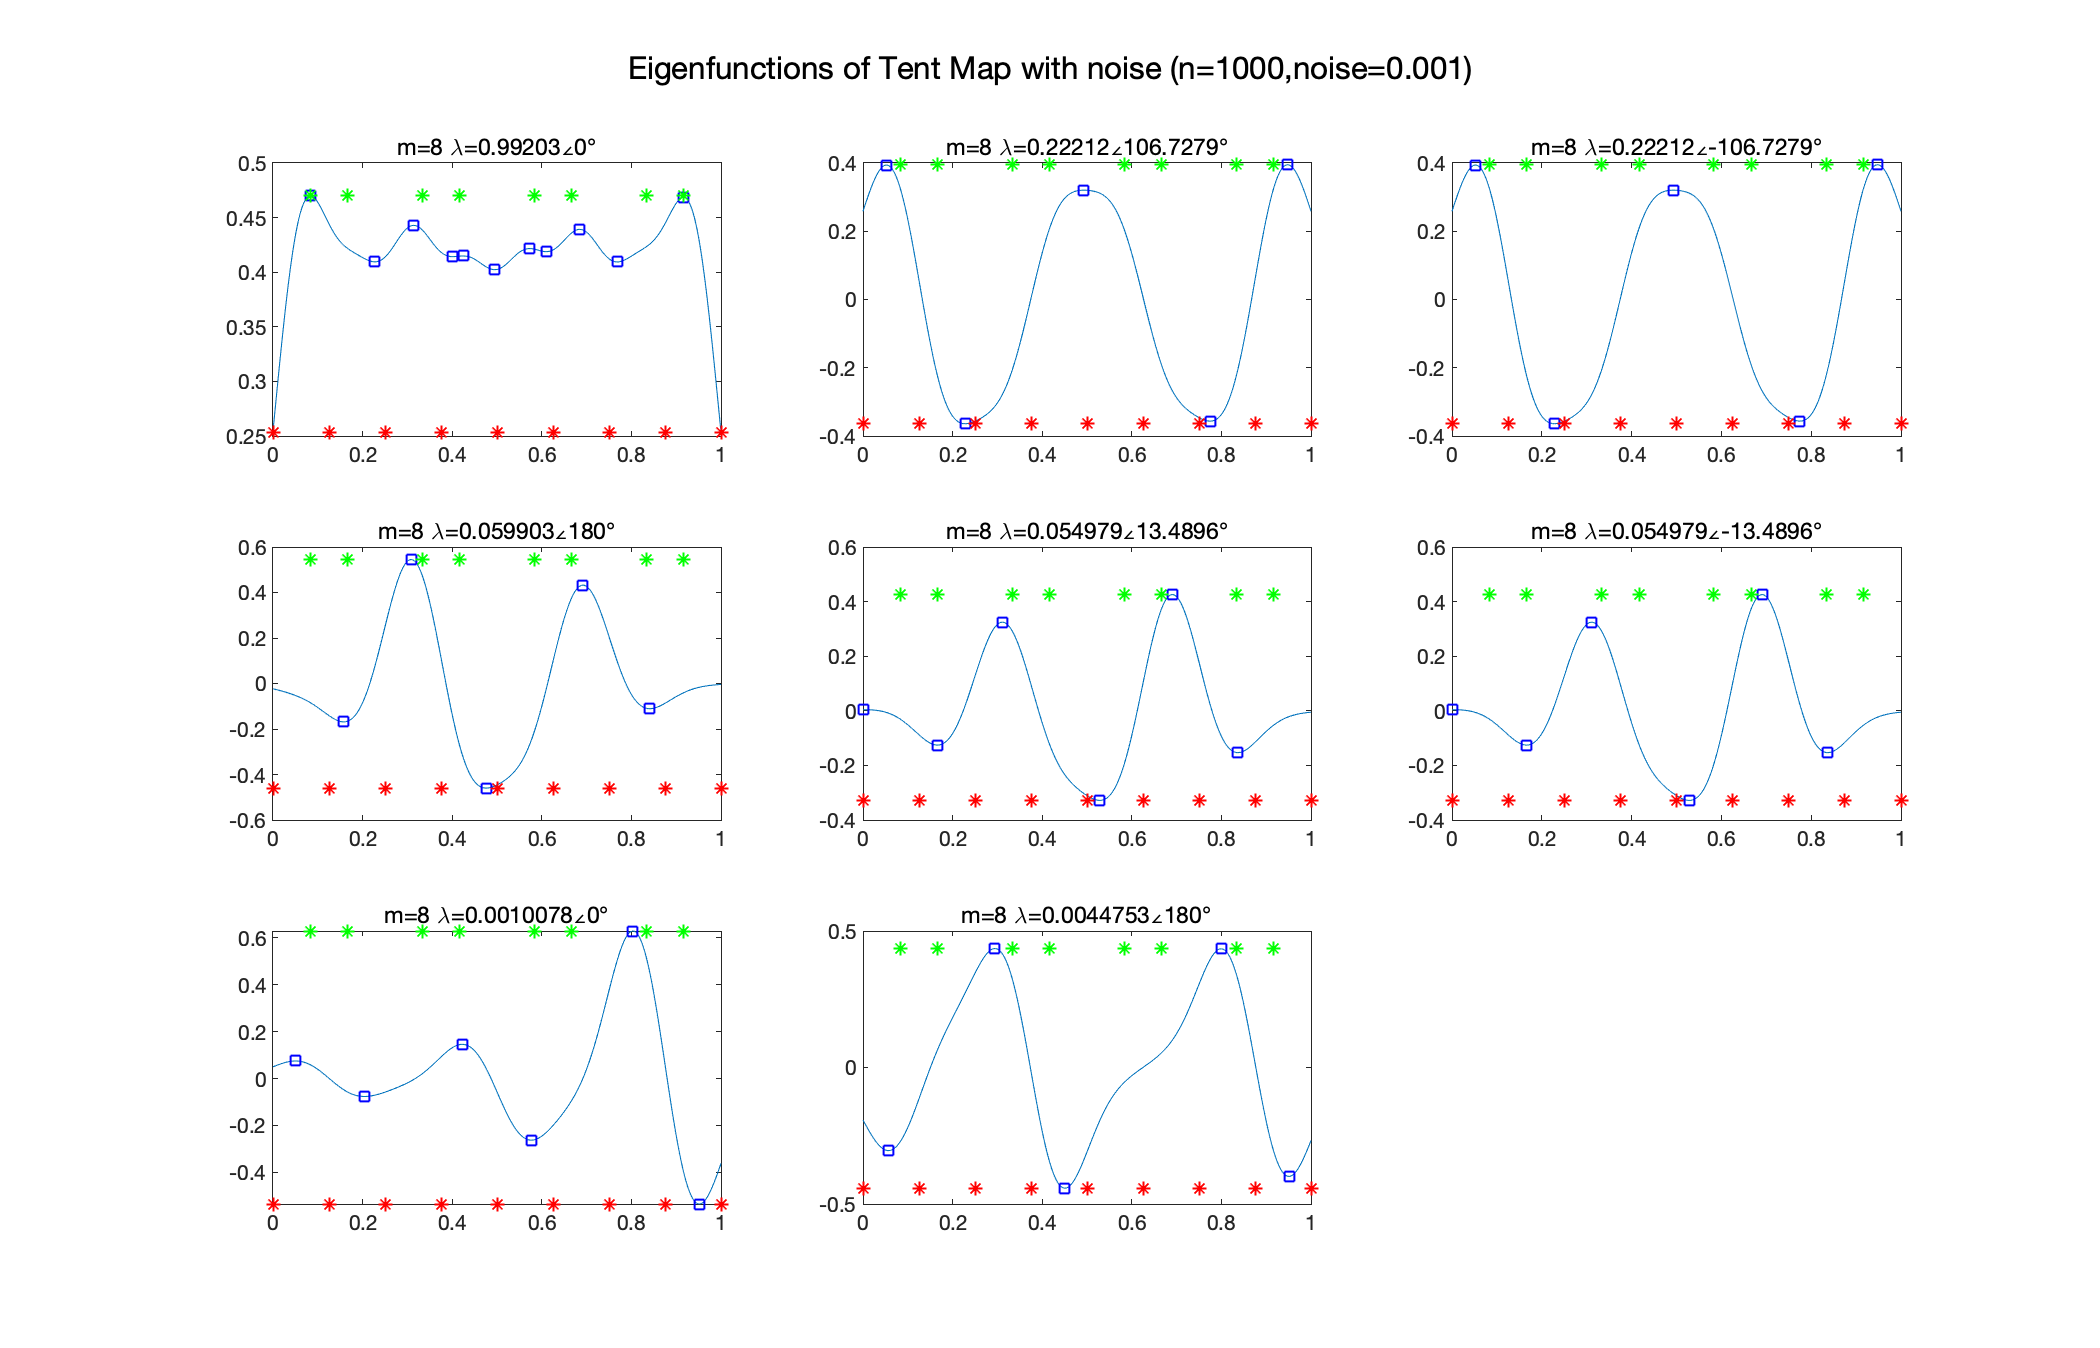 Eigenfunctions of Tent Map with noise (n=1000,noise=0.001)
m=8 λ=0.99203∠0°
0.5
0.45
0.4
0.35
0.3
0.25
0 0.2 0.4 0.6 0.8 1
m=8 λ=0.22212∠106.7279°
0.4
0.2
0
-0.2
-0.4
0 0.2 0.4 0.6 0.8 1
m=8 λ=0.22212∠-106.7279°
0.4
0.2
0
-0.2
-0.4
0 0.2 0.4 0.6 0.8 1
m=8 λ=0.059903∠180°
0.6
0.4
0.2
0
-0.2
-0.4
-0.6
0 0.2 0.4 0.6 0.8 1
m=8 λ=0.054979∠13.4896°
0.6
0.4
0.2
0
-0.2
-0.4
0 0.2 0.4 0.6 0.8 1
m=8 λ=0.054979∠-13.4896°
0.6
0.4
0.2
0
-0.2
-0.4
0 0.2 0.4 0.6 0.8 1
m=8 λ=0.0010078∠0°
0.6
0.4
0.2
0
-0.2
-0.4
0 0.2 0.4 0.6 0.8 1
m=8 λ=0.0044753∠180°
0.5
0
-0.5
0 0.2 0.4 0.6 0.8 1